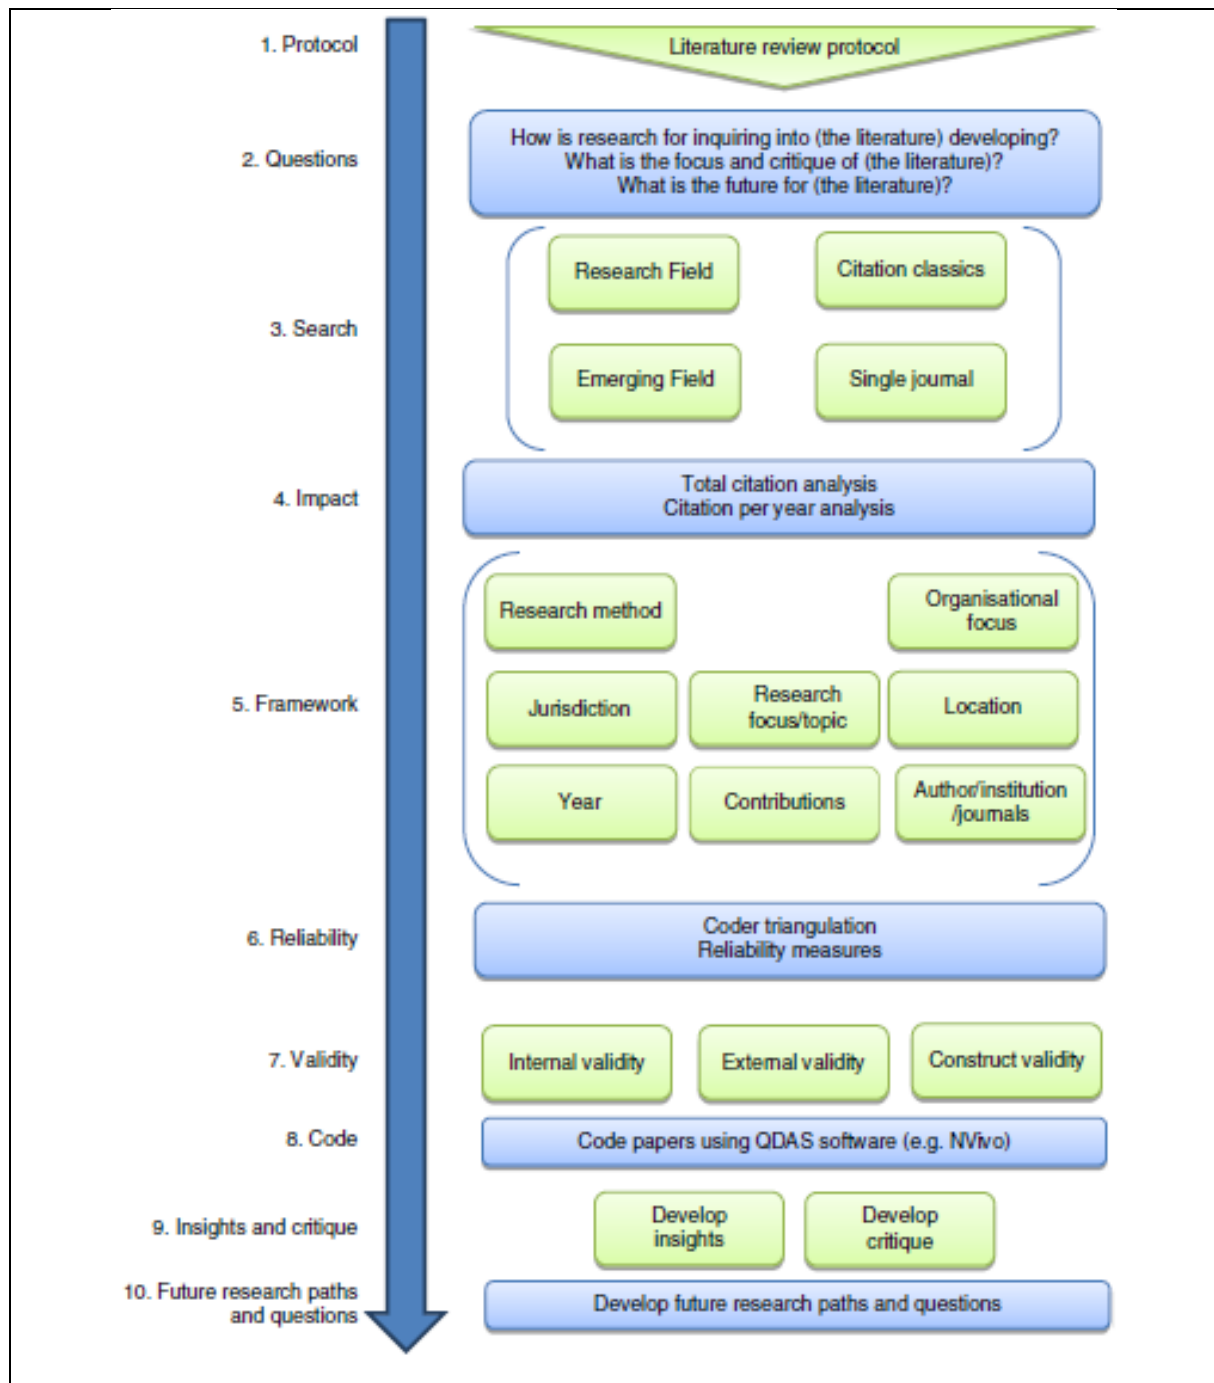 1. Protocol
Literature review protocol
2. Questions
How is research for inquiring into (the literature) developing?
What is the focus and critique of (the literature)?
What is the future for (the literature)?
3. Search
Research Field
Citation classics
Emerging Field
Single journal
4. Impact
Total citation analysis
Citation per year analysis
5. Framework
Research method
Organisational
focus
Jurisdiction
Research
focus/topic
Location
Year
Contributions
Author/institution
/journals
6. Reliability
Coder triangulation
Reliability measures
7. Validity
Internal validity
External validity
Construct validity
8. Code
Code papers using QDAS software (e.g. NVivo)
9. Insights and critique
Develop
insights
Develop
critique
10. Future research paths
and questions
Develop future research paths and questions